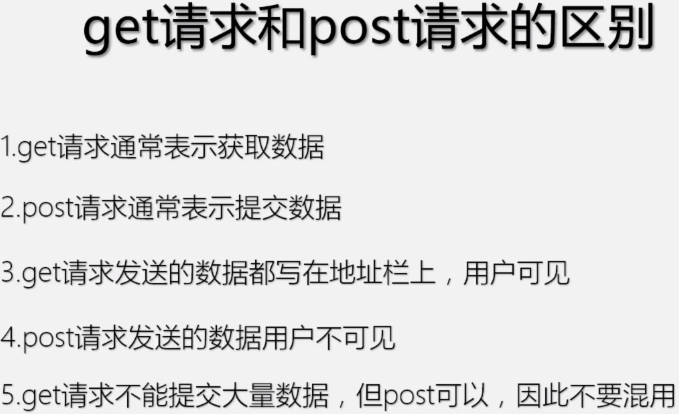 get请求和post请求的区别
1.get请求通常表示获取数据
2.post请求通常表示提交数据
3.get请求发送的数据都写在地址栏上，用户可见
4.post请求发送的数据用户不可见
5.get请求不能提交大量数据，但post可以，因此不要混用